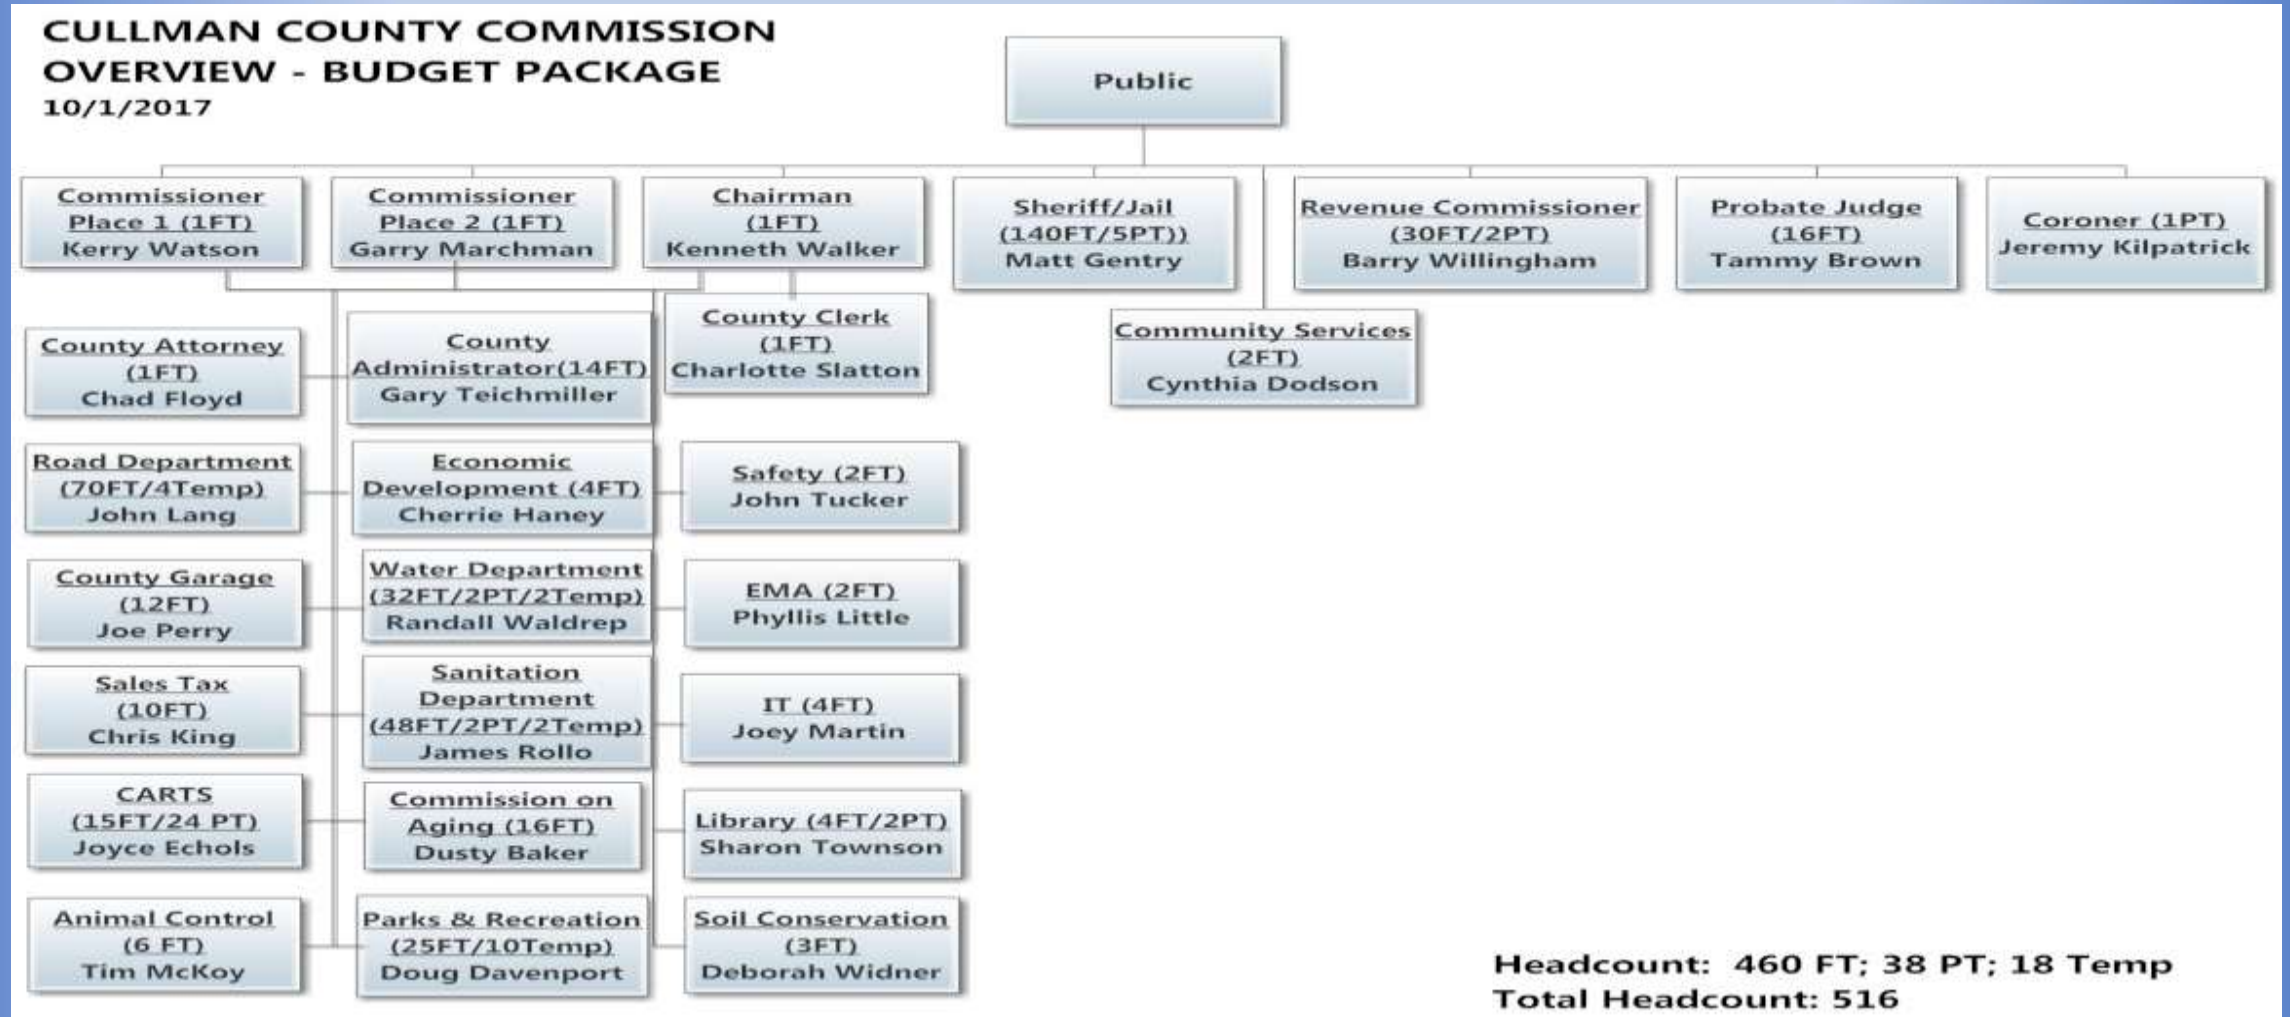 CULLMAN COUNTY COMMISSION
OVERVIEW - BUDGET PACKAGE
10/1/2017
Public
Commissioner
Place 1 (1FT)
Kerry Watson
Commissioner
Place 2 (1FT)
Garry Marchman
Chairman
(1FT)
Kenneth Walker
Sheriff/Jail
(140FT/5PT))
Matt Gentry
Revenue Commissioner
(30FT/2PT)
Barry Willingham
Probate Judge
(16FT)
Tammy Brown
Coroner (1PT)
Jeremy Kilpatrick
County Attorney
(1FT)
Chad Floyd
County
Administrator(14FT)
Gary Teichmiller
County Clerk
(1FT)
Charlotte Slatton
Community Services
(2FT)
Cynthia Dodson
Road Department
(70FT/4Temp)
John Lang
Economic
Development (4FT)
Cherrie Haney
Safety (2FT)
John Tucker
County Garage
(12FT)
Joe Perry
Water Department
(32FT/2PT/2Temp)
Randall Waldrep
EMA (2FT)
Phyllis Little
Sales Tax
(10FT)
Chris King
Sanitation
Department
(48FT/2PT/2Temp)
James Rollo
IT (4FT)
Joey Martin
CARTS
(15FT/24 PT)
Joyce Echols
Commission on
Aging (16FT)
Dusty Baker
Library (4FT/2PT)
Sharon Townson
Animal Control
(6 FT)
Tim McKoy
Parks & Recreation
(25FT/10Temp)
Doug Davenport
Soil Conservation
(3FT)
Deborah Widner
Headcount: 460 FT; 38 PT; 18 Temp
Total Headcount: 516